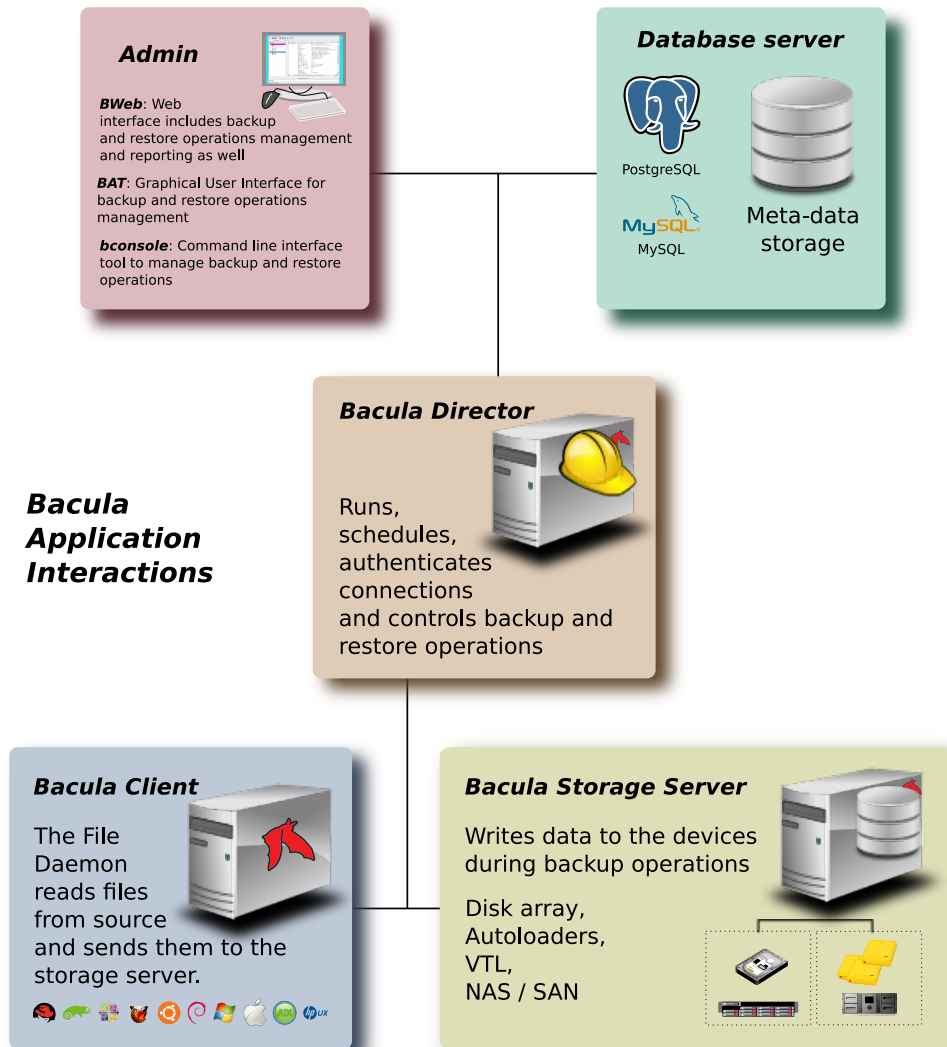 Admin
BWeb: Web
interface includes backup
and restore operations management
and reporting as well
BAT: Graphical User Interface for
backup and restore operations
management
bconsole: Command line interface
tool to manage backup and restore
operations
Database server
PostgreSQL
MySQL®
MySQL
Meta-data
storage
Bacula Director
Runs,
schedules,
authenticates
connections
and controls backup and
restore operations
Bacula
Application
Interactions
Bacula Client
The File
Daemon
reads files
from source
and sends them to the
storage server.
AIX
hp UX
Bacula Storage Server
Writes data to the devices
during backup operations
Disk array,
Autoloaders,
VTL,
NAS / SAN